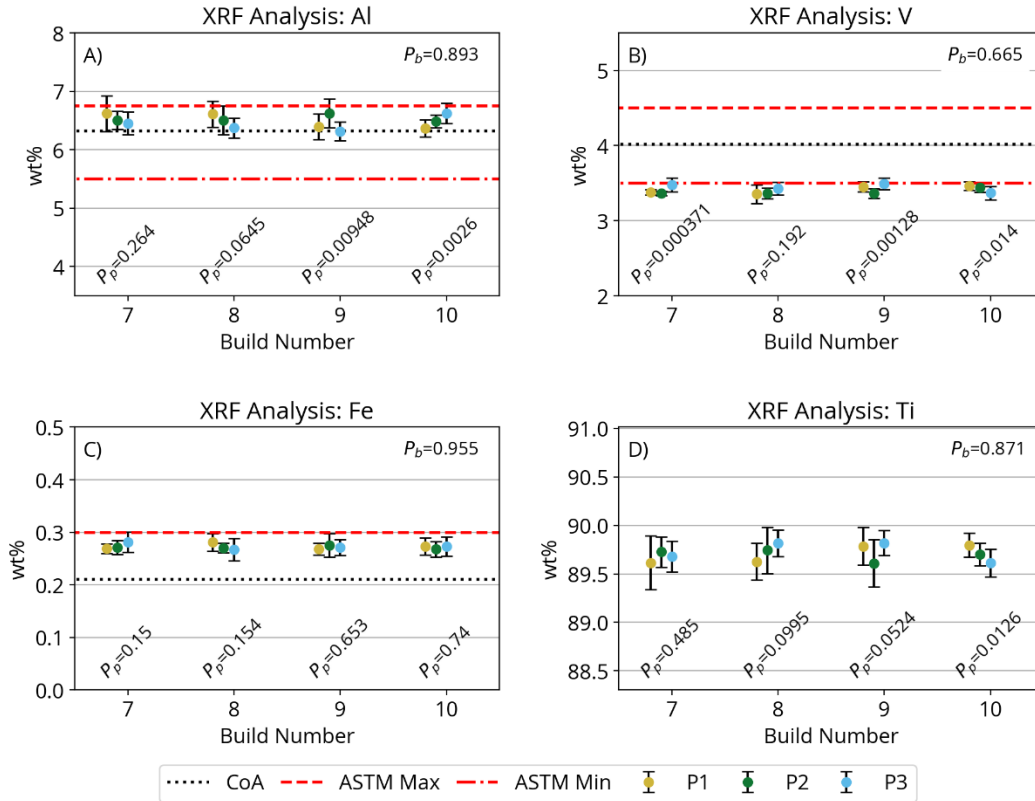 XRF Analysis: Al
A)
P_b=0.893
8
7
6
5
4
wt%
P_p=0.264
P_p=0.0645
P_p=0.00948
P_p=0.0026
7 8 9 10
Build Number
XRF Analysis: V
B)
P_b=0.665
5
4
3
2
wt%
P_p=0.000371
P_p=0.192
P_p=0.00128
P_p=0.014
7 8 9 10
Build Number
XRF Analysis: Fe
C)
P_b=0.955
0.5
0.4
0.3
0.2
0.1
0.0
wt%
P_p=0.15
P_p=0.154
P_p=0.653
P_p=0.74
7 8 9 10
Build Number
XRF Analysis: Ti
D)
P_b=0.871
91.0
90.5
90.0
89.5
89.0
88.5
wt%
P_p=0.485
P_p=0.0995
P_p=0.0524
P_p=0.0126
7 8 9 10
Build Number
CoA ASTM Max ASTM Min P1 P2 P3